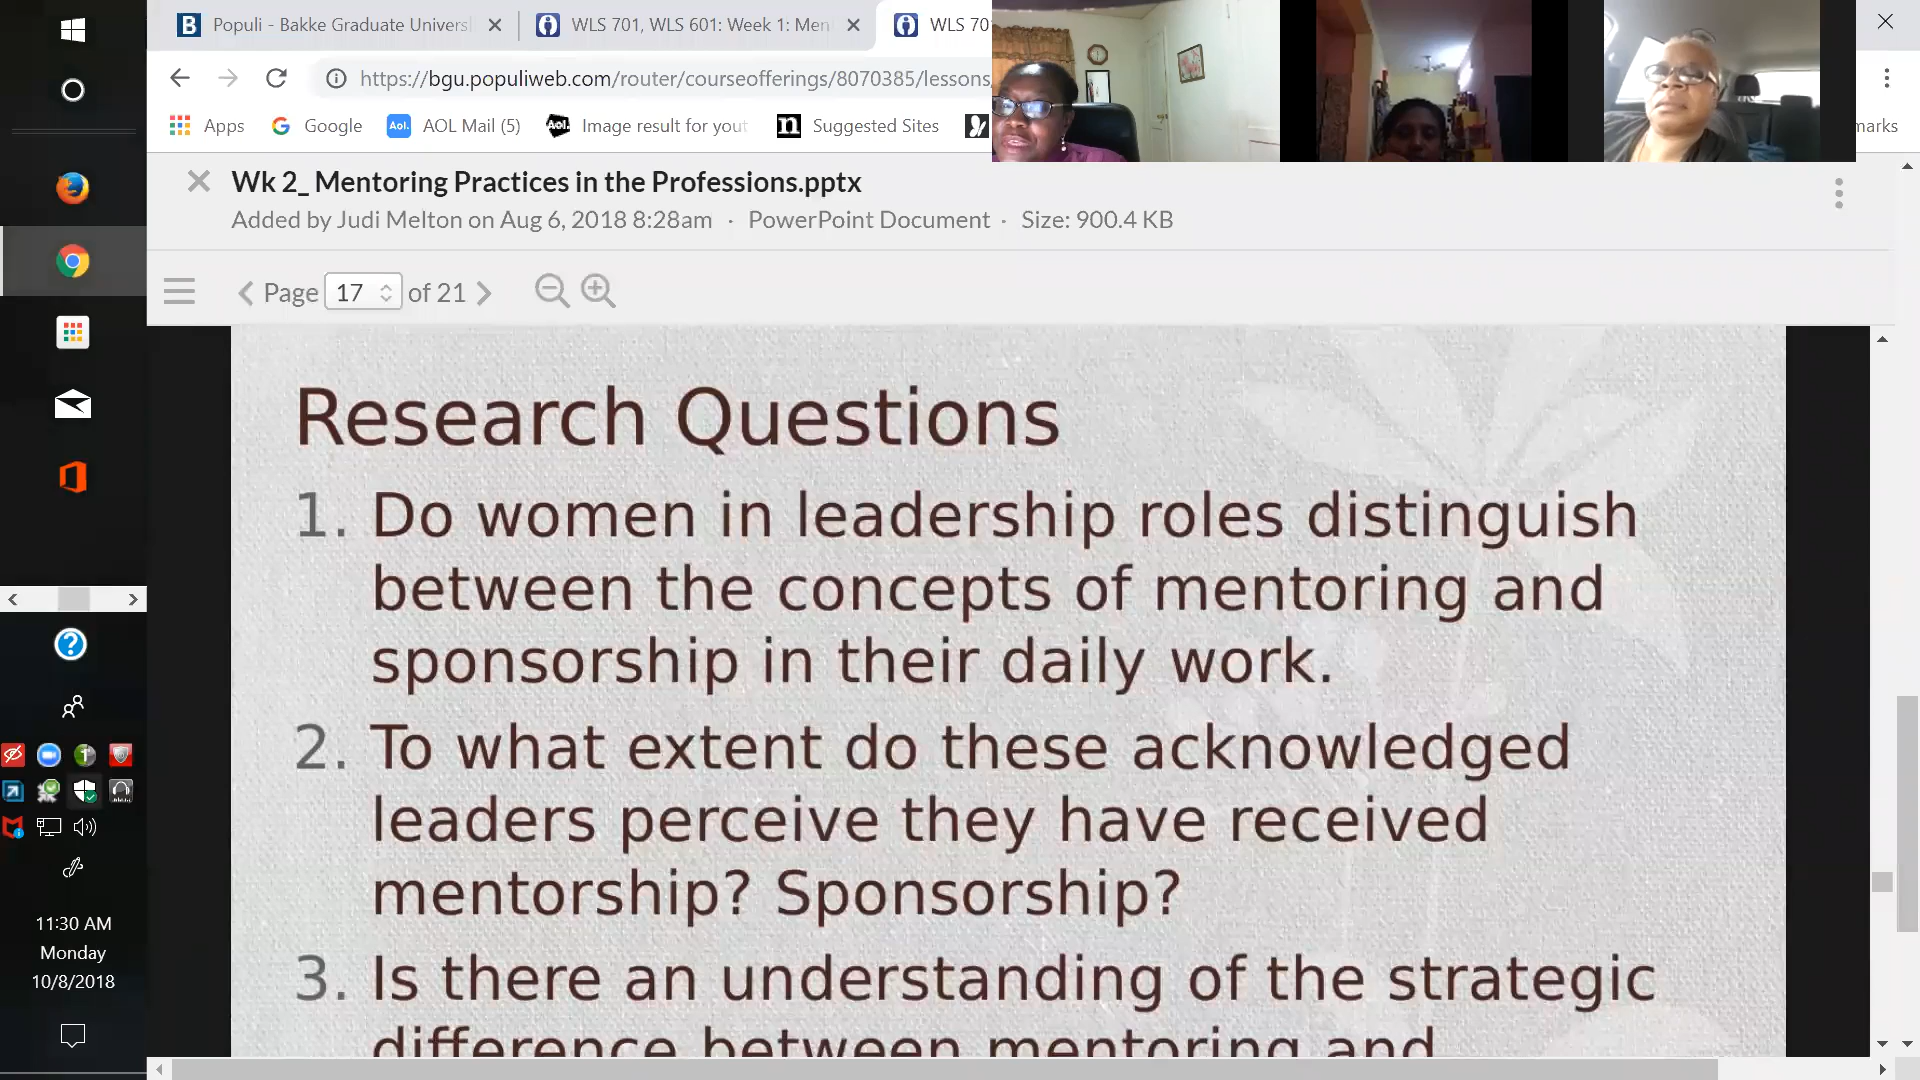 Populi - Bakke Graduate Univers
WLS 701, WLS 601: Week 1: Men
WLS 70
https://bgu.populiweb.com/router/courseofferings/8070385/lessons
Apps
Google
Aol.
AOL Mail (5)
Aol.
Image result for yout
n
Suggested Sites
marks
Wk 2_ Mentoring Practices in the Professions.pptx
Added by Judi Melton on Aug 6, 2018 8:28am · PowerPoint Document · Size: 900.4 KB
Page 17 of 21
Research Questions
1. Do women in leadership roles distinguish
between the concepts of mentoring and
sponsorship in their daily work.
2. To what extent do these acknowledged
leaders perceive they have received
mentorship? Sponsorship?
3. Is there an understanding of the strategic
difference between mentoring and
11:30 AM
Monday
10/8/2018